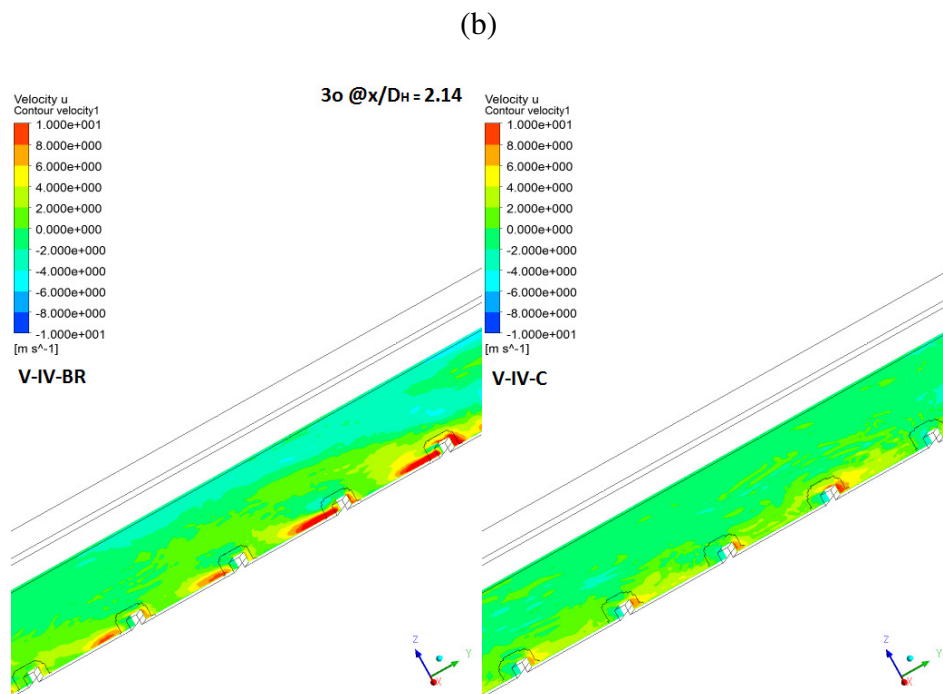 (b)
3o @x/DH = 2.14
Velocity u
Contour velocity1
1.000e+001
8.000e+000
6.000e+000
4.000e+000
2.000e+000
0.000e+000
-2.000e+000
-4.000e+000
-6.000e+000
-8.000e+000
-1.000e+001
[m s^-1]
V-IV-BR
Z
Y
X
Velocity u
Contour velocity1
1.000e+001
8.000e+000
6.000e+000
4.000e+000
2.000e+000
0.000e+000
-2.000e+000
-4.000e+000
-6.000e+000
-8.000e+000
-1.000e+001
[m s^-1]
V-IV-C
Z
Y
X